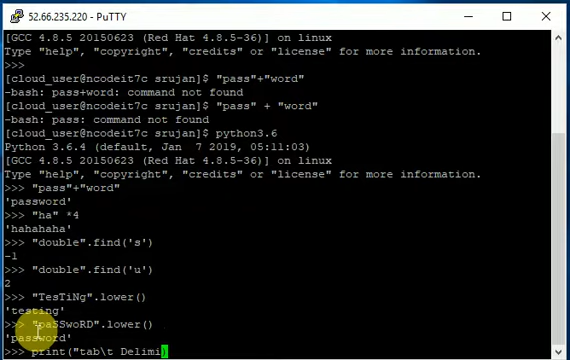 52.66.235.220 - PuTTY
[GCC 4.8.5 20150623 (Red Hat 4.8.5-36)] on linux
Type "help", "copyright", "credits" or "license" for more information.
>>>
[cloud_user@ncodeit7c srujan]$ "pass"+"word"
-bash: pass+word: command not found
[cloud_user@ncodeit7c srujan]$ "pass" + "word"
-bash: pass: command not found
[cloud_user@ncodeit7c srujan]$ python3.6
Python 3.6.4 (default, Jan  7 2019, 05:11:03)
[GCC 4.8.5 20150623 (Red Hat 4.8.5-36)] on linux
Type "help", "copyright", "credits" or "license" for more information.
>>> "pass"+"word"
'password'
>>> "ha" *4
'hahahaha'
>>> "double".find('s')
-1
>>> "double".find('u')
2
>>> "TesTiNg".lower()
'testing'
>>> "paSSwoRD".lower()
'password'
>>> print("tab\t Delimi)